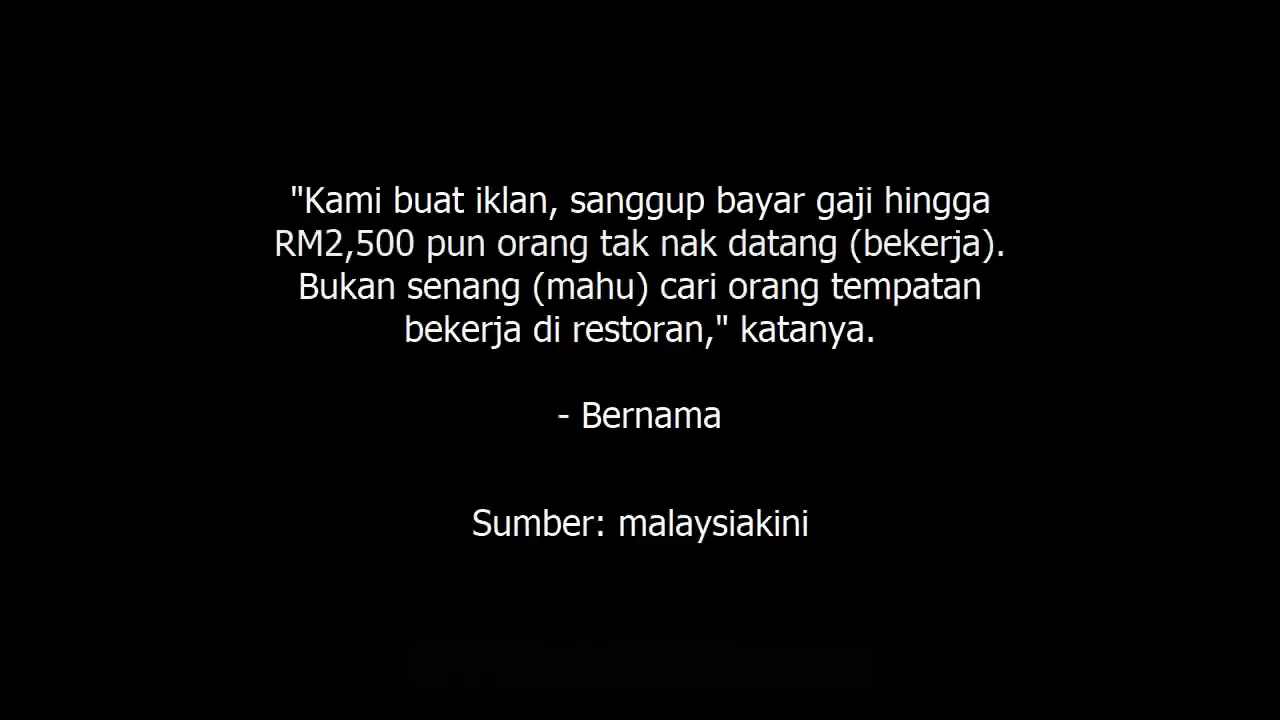 "Kami buat iklan, sanggup bayar gaji hingga
RM2,500 pun orang tak nak datang (bekerja).
Bukan senang (mahu) cari orang tempatan
bekerja di restoran," katanya.
- Bernama
Sumber: malaysiakini